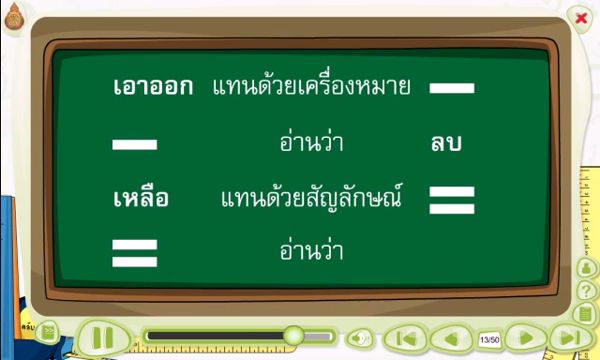 เอาออก แทนด้วยเครื่องหมาย —
— อ่านว่า ลบ
เหลือ แทนด้วยสัญลักษณ์ =
= อ่านว่า
13/50